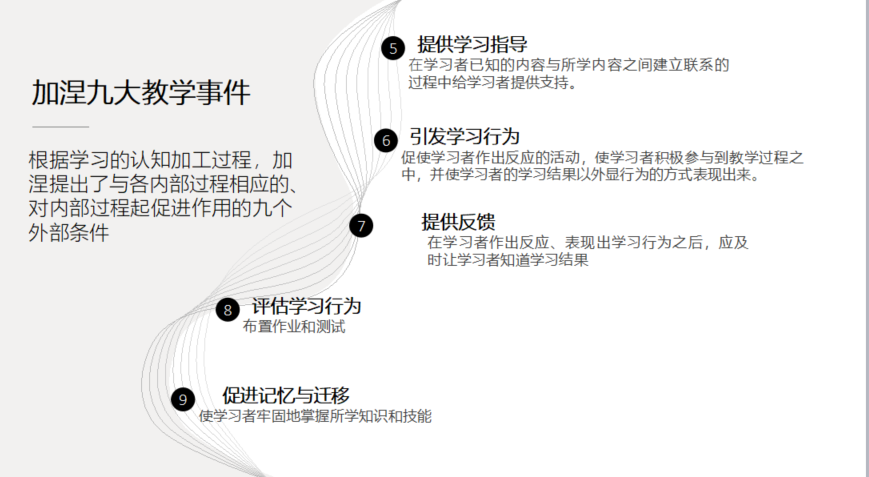 加涅九大教学事件
根据学习的认知加工过程，加
涅提出了与各内部过程相应的、
对内部过程起促进作用的九个
外部条件
5 提供学习指导
在学习者已知的内容与所学内容之间建立联系的
过程中给学习者提供支持。
6 引发学习行为
促使学习者作出反应的活动，使学习者积极参与到教学过程之
中，并使学习者的学习结果以外显行为的方式表现出来。
7 提供反馈
在学习者作出反应、表现出学习行为之后，应及
时让学习者知道学习结果
8 评估学习行为
布置作业和测试
9 促进记忆与迁移
使学习者牢固地掌握所学知识和技能